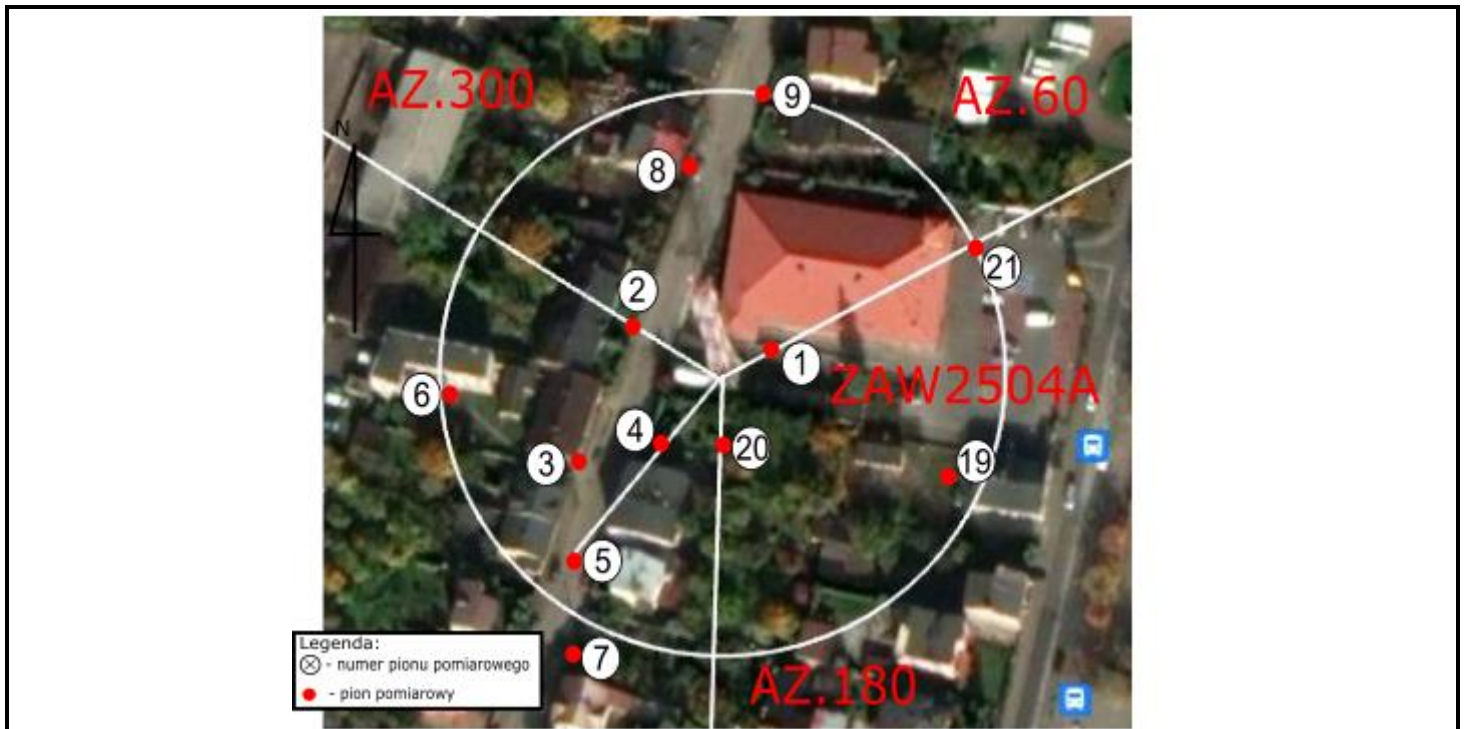 AZ.300
9
AZ.60
N
8
21
2
1
ZAW2504A
6
4
20
3
19
5
Legenda:
- numer pionu pomiarowego
- pion pomiarowy
7
AZ.180